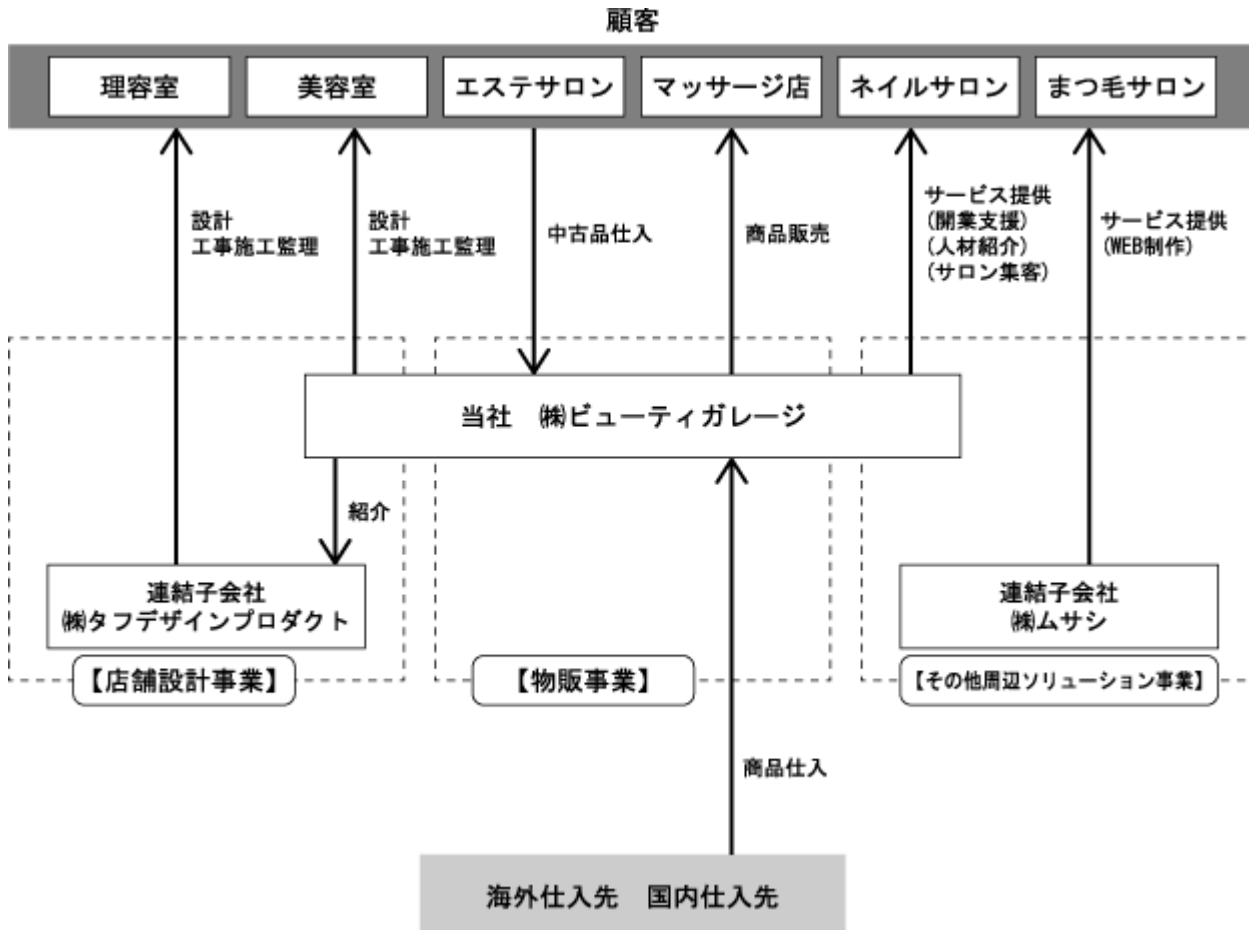 顧客
理容室
美容室
エステサロン
マッサージ店
ネイルサロン
まつ毛サロン
設計
工事施工監理
設計
工事施工監理
中古品仕入
商品販売
サービス提供
(開業支援)
(人材紹介)
(サロン集客)
サービス提供
(WEB制作)
当社　㈱ビューティガレージ
紹介
連結子会社
㈱タフデザインプロダクト
連結子会社
㈱ムサシ
【店舗設計事業】
【物販事業】
【その他周辺ソリューション事業】
商品仕入
海外仕入先　国内仕入先